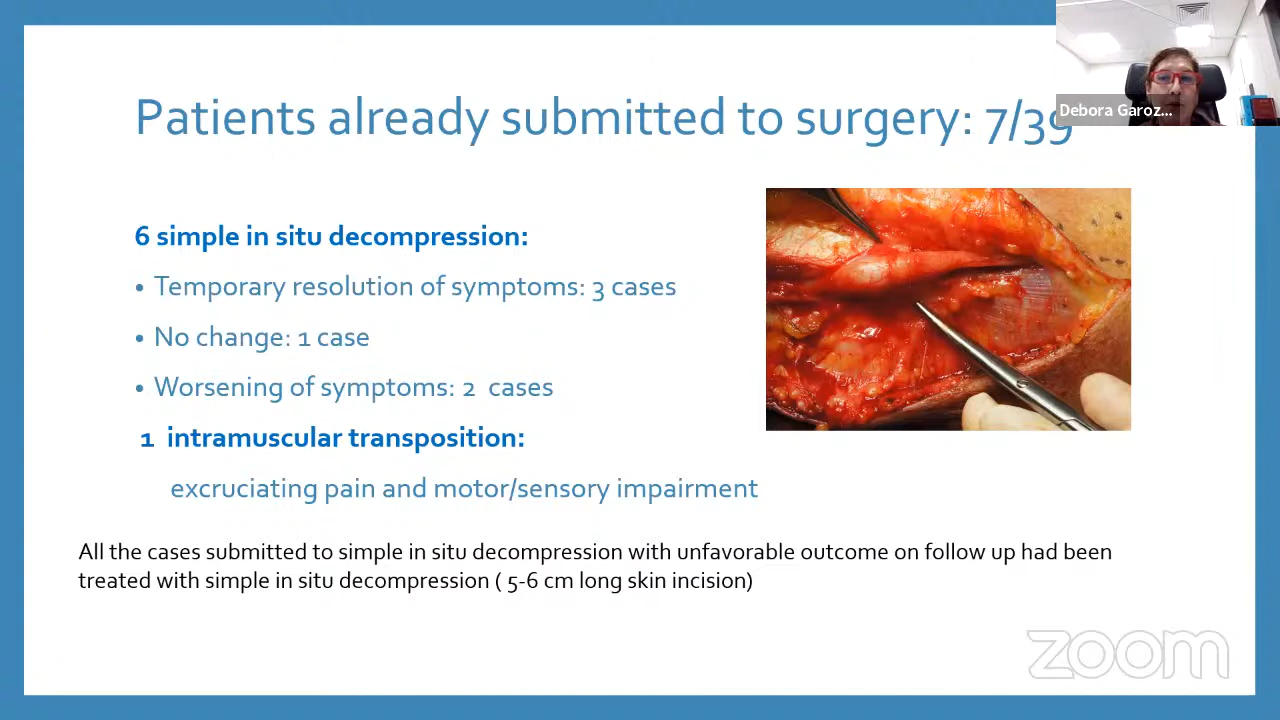 Patients already submitted to surgery: 7/39
Debora Garoz...
6 simple in situ decompression:
• Temporary resolution of symptoms: 3 cases
• No change: 1 case
• Worsening of symptoms: 2 cases
1 intramuscular transposition:
excruciating pain and motor/sensory impairment
All the cases submitted to simple in situ decompression with unfavorable outcome on follow up had been
treated with simple in situ decompression ( 5-6 cm long skin incision)
zoom